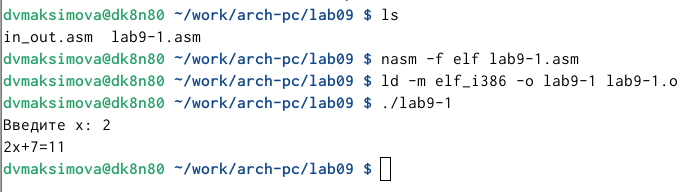 dvmaksimova@dk8n80 ~/work/arch-pc/lab09 $ ls
in_out.asm  lab9-1.asm
dvmaksimova@dk8n80 ~/work/arch-pc/lab09 $ nasm -f elf lab9-1.asm
dvmaksimova@dk8n80 ~/work/arch-pc/lab09 $ ld -m elf_i386 -o lab9-1 lab9-1.o
dvmaksimova@dk8n80 ~/work/arch-pc/lab09 $ ./lab9-1
Введите x: 2
2x+7=11
dvmaksimova@dk8n80 ~/work/arch-pc/lab09 $